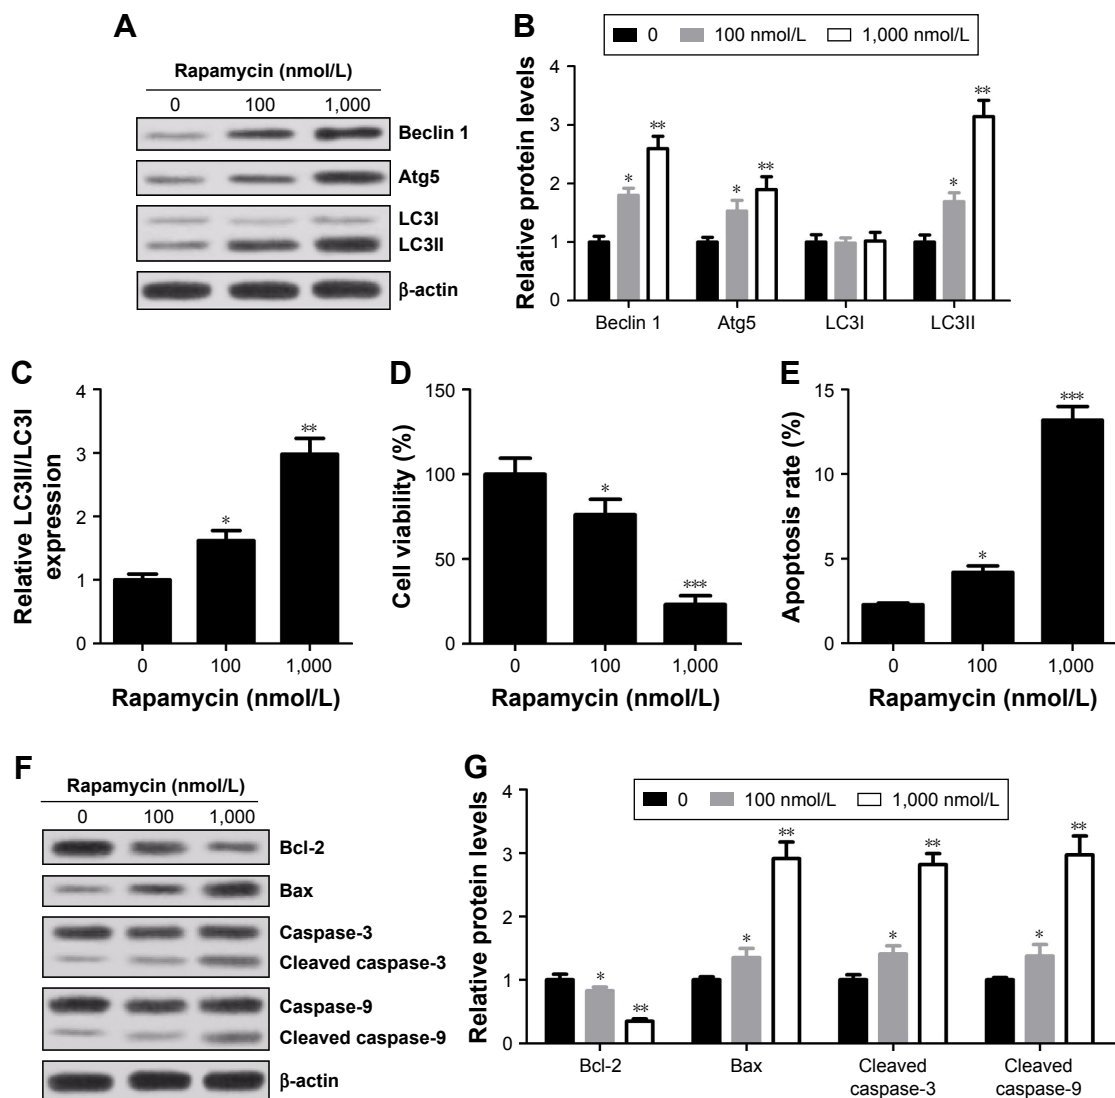 A
Rapamycin (nmol/L)
0 100 1,000
Beclin 1
Atg5
LC3I
LC3II
β-actin
B
0 100 nmol/L 1,000 nmol/L
Relative protein levels
4
3
2
1
0
* ** * ** * **
Beclin 1 Atg5 LC3I LC3II
C
Relative LC3II/LC3I
expression
4
3
2
1
0
* **
0 100 1,000
Rapamycin (nmol/L)
D
Cell viability (%)
150
100
50
0
* ***
0 100 1,000
Rapamycin (nmol/L)
E
Apoptosis rate (%)
15
10
5
0
* ***
0 100 1,000
Rapamycin (nmol/L)
F
Rapamycin (nmol/L)
0 100 1,000
Bcl-2
Bax
Caspase-3
Cleaved caspase-3
Caspase-9
Cleaved caspase-9
β-actin
G
0 100 nmol/L 1,000 nmol/L
Relative protein levels
4
3
2
1
0
* ** * ** * ** * **
Bcl-2 Bax Cleaved caspase-3 Cleaved caspase-9